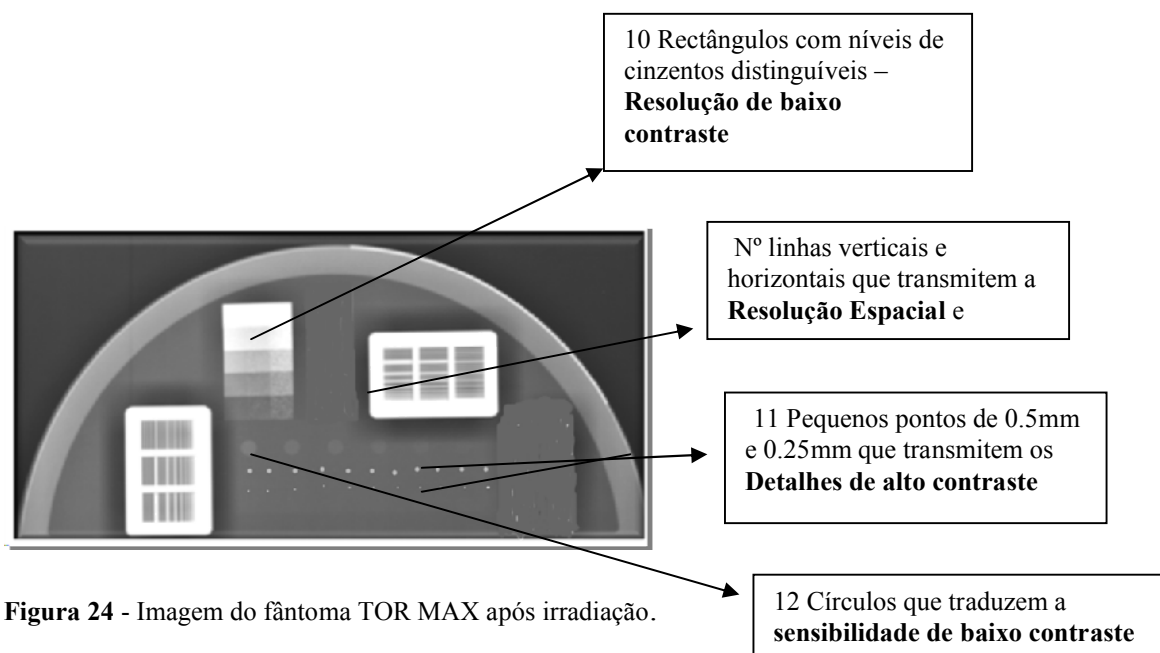 10 Rectângulos com níveis de
cinzentos distinguíveis –
Resolução de baixo
contraste
Nº linhas verticais e
horizontais que transmitem a
Resolução Espacial e
11 Pequenos pontos de 0.5mm
e 0.25mm que transmitem os
Detalhes de alto contraste
12 Círculos que traduzem a
sensibilidade de baixo contraste
Figura 24 - Imagem do fântoma TOR MAX após irradiação.